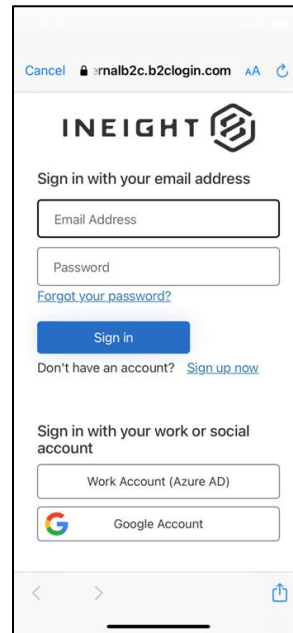 Cancel rnalb2c.b2clogin.com AA
INEIGHT
Sign in with your email address
Email Address
Password
Forgot your password?
Sign in
Don't have an account? Sign up now
Sign in with your work or social
account
Work Account (Azure AD)
Google Account